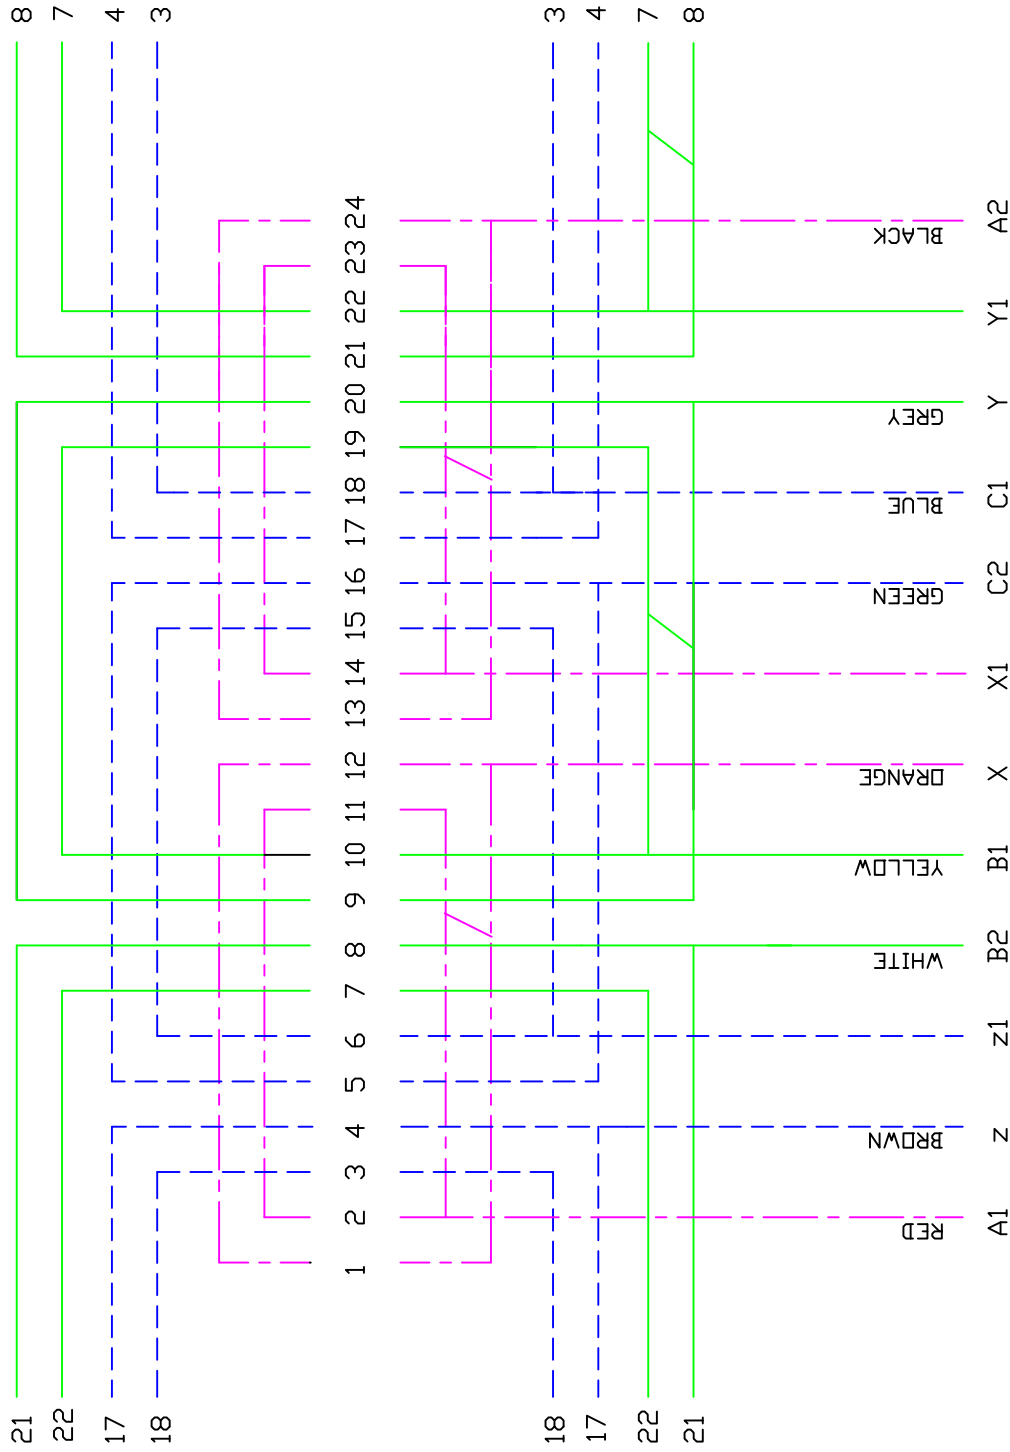 8 7 4 3 3 4 7 8
24 BLACK A2
23
22 Y1
21
20 GREY Y
19
18 BLUE C1
17
16 GREEN C2
15
14 X1
13
12 ORANGE X
11
10 YELLOW B1
9
8 WHITE B2
7
6 Z1
5
4 BROWN Z
3
2 RED A1
1
21 22 17 18 18 17 22 21